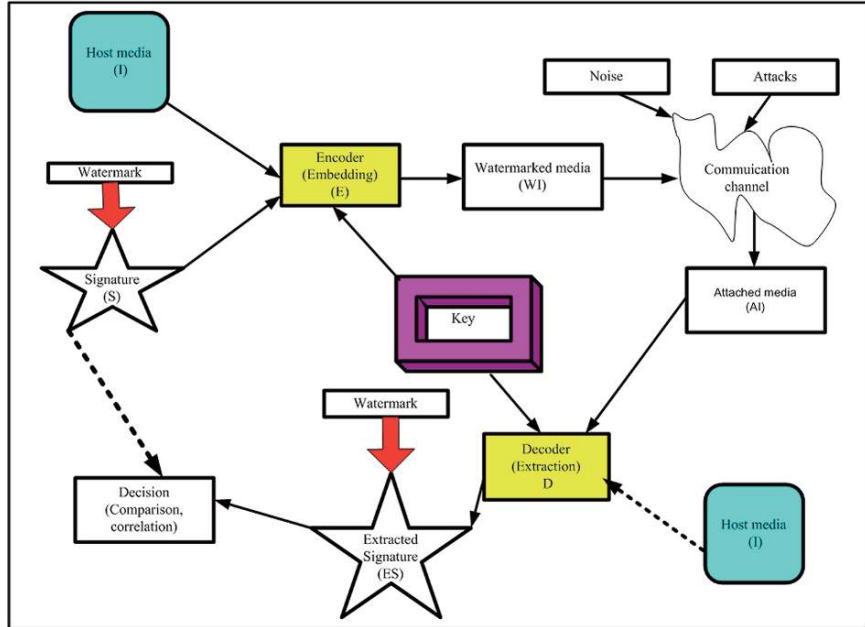 Host media
(I)
Noise
Attacks
Watermark
Encoder
(Embedding)
(E)
Watermarked media
(WI)
Commuication
channel
Signature
(S)
Key
Attached media
(AI)
Watermark
Decoder
(Extraction)
D
Decision
(Comparison,
correlation)
Extracted
Signature
(ES)
Host media
(I)